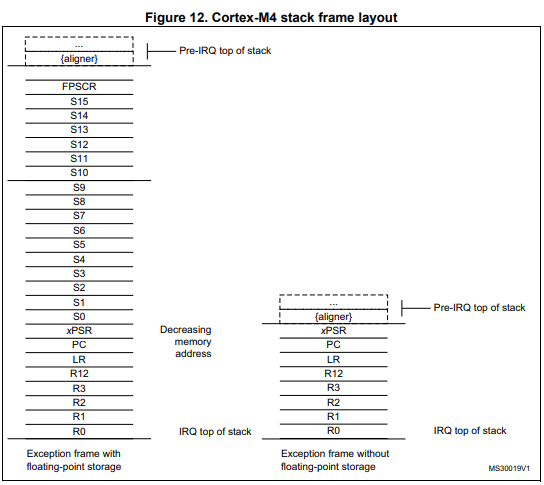 Figure 12. Cortex-M4 stack frame layout
...
{aligner}
Pre-IRQ top of stack
FPSCR
S15
S14
S13
S12
S11
S10
S9
S8
S7
S6
S5
S4
S3
S2
S1
S0
xPSR
PC
LR
R12
R3
R2
R1
R0
Decreasing
memory
address
IRQ top of stack
Exception frame with
floating-point storage
...
{aligner}
Pre-IRQ top of stack
xPSR
PC
LR
R12
R3
R2
R1
R0
IRQ top of stack
Exception frame without
floating-point storage
MS30019V1